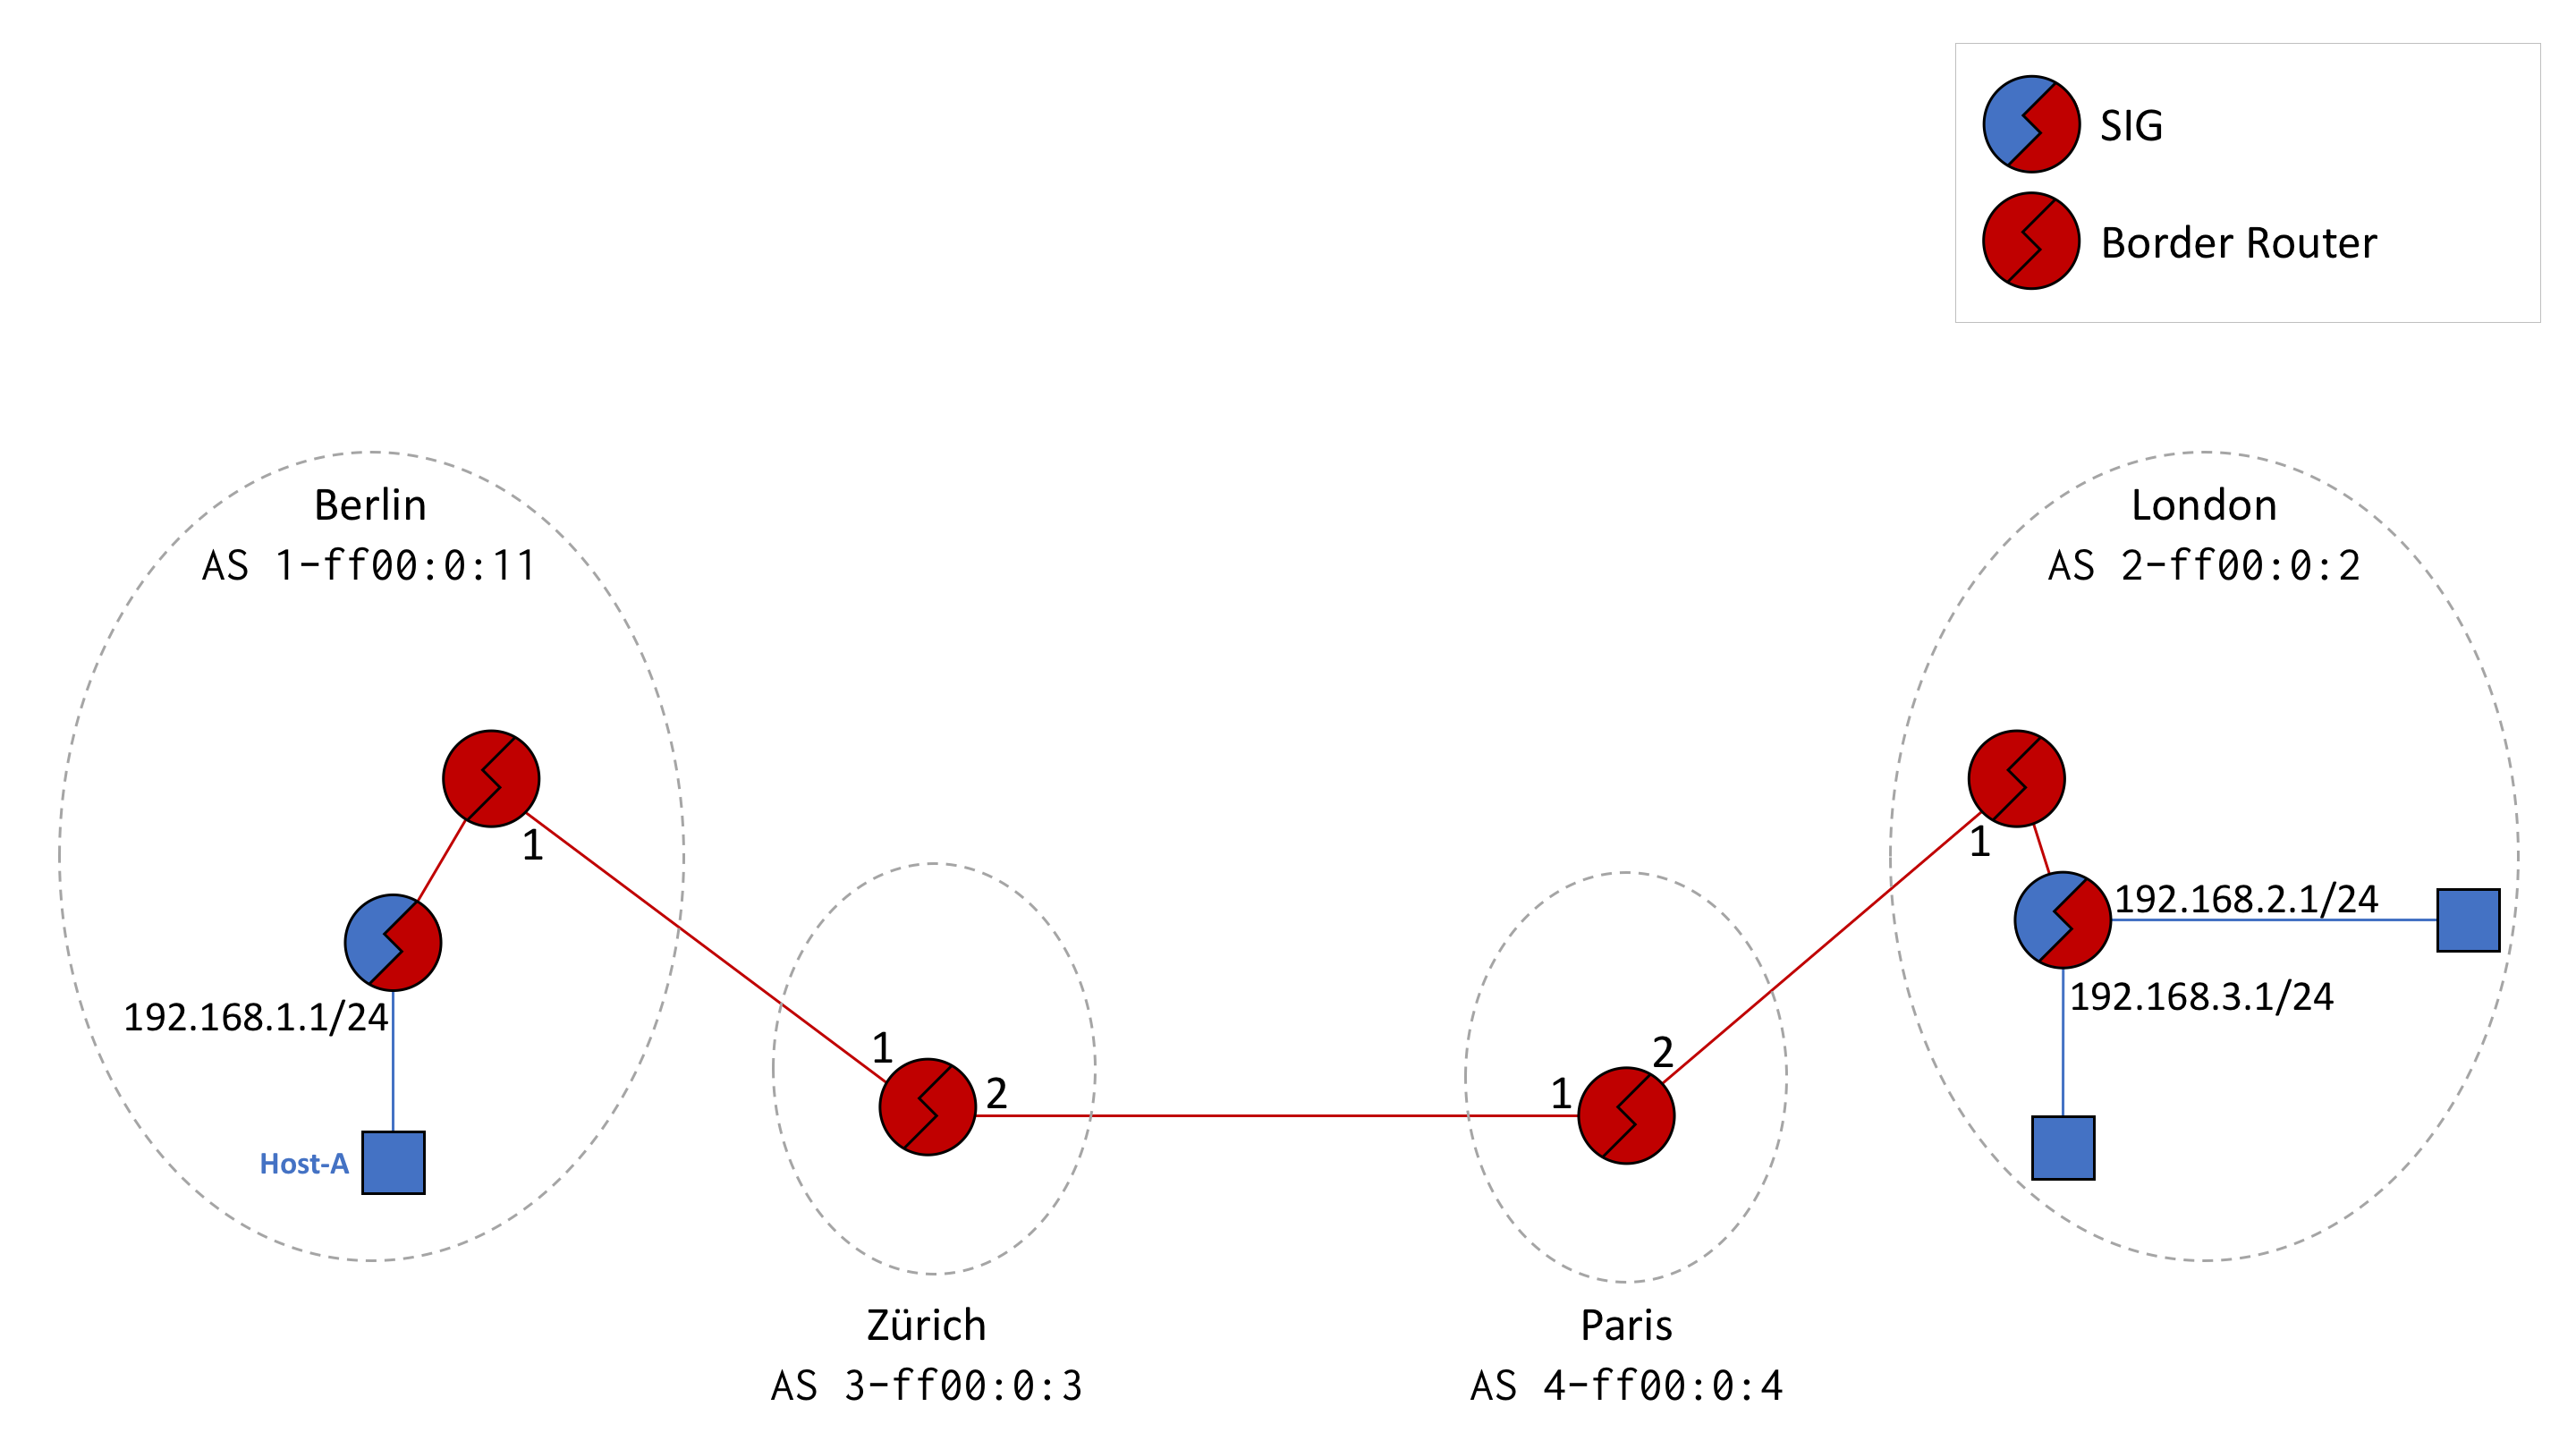 SIG
Border Router
Berlin
AS 1-ff00:0:11
London
AS 2-ff00:0:2
1
1
192.168.2.1/24
192.168.1.1/24
192.168.3.1/24
1
2
1
2
Host-A
Zürich
AS 3-ff00:0:3
Paris
AS 4-ff00:0:4